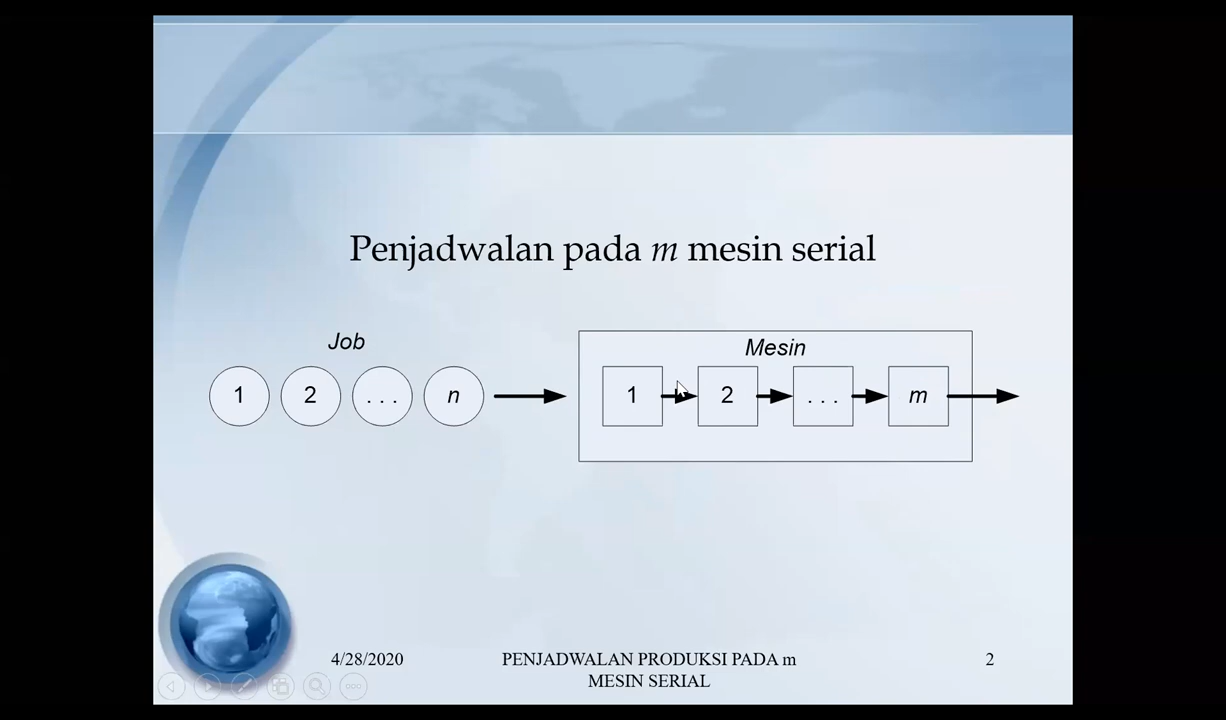 Penjadwalan pada m mesin serial
Job
Mesin
1 2 . . . n
1 2 . . . m
4/28/2020
PENJADWALAN PRODUKSI PADA m
MESIN SERIAL
2